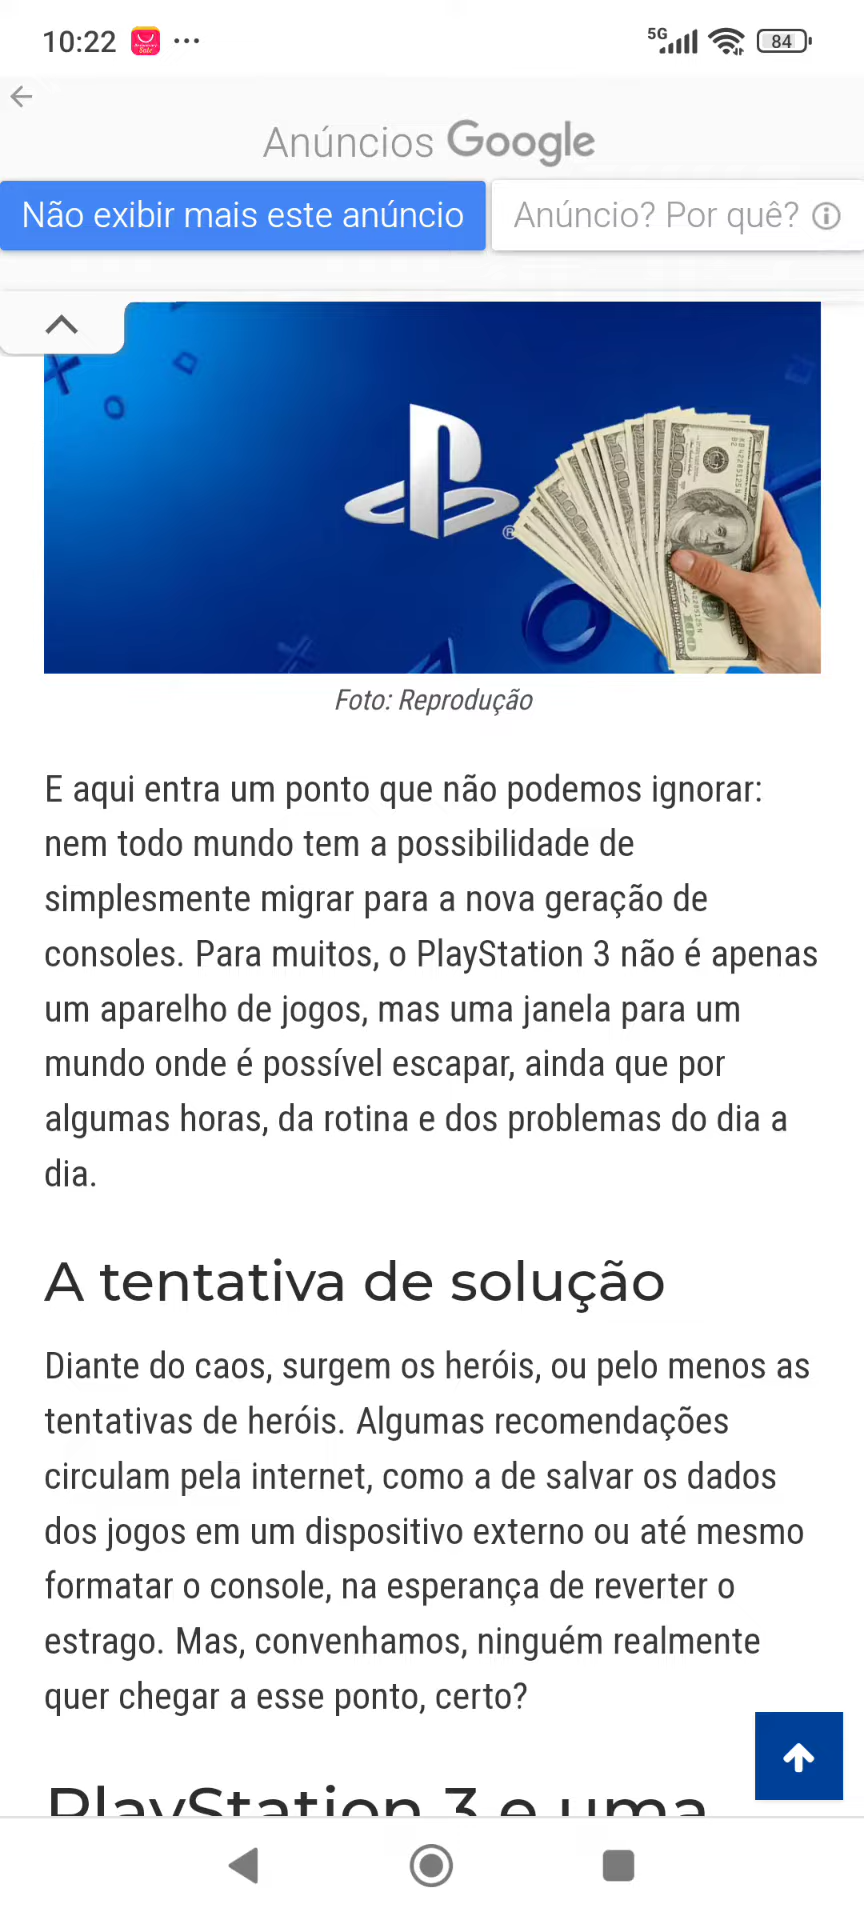 10:22
5G
84
Anúncios Google
Não exibir mais este anúncio
Anúncio? Por quê?
Foto: Reprodução
E aqui entra um ponto que não podemos ignorar:
nem todo mundo tem a possibilidade de
simplesmente migrar para a nova geração de
consoles. Para muitos, o PlayStation 3 não é apenas
um aparelho de jogos, mas uma janela para um
mundo onde é possível escapar, ainda que por
algumas horas, da rotina e dos problemas do dia a
dia.
A tentativa de solução
Diante do caos, surgem os heróis, ou pelo menos as
tentativas de heróis. Algumas recomendações
circulam pela internet, como a de salvar os dados
dos jogos em um dispositivo externo ou até mesmo
formatar o console, na esperança de reverter o
estrago. Mas, convenhamos, ninguém realmente
quer chegar a esse ponto, certo?
PlayStation 3 e uma